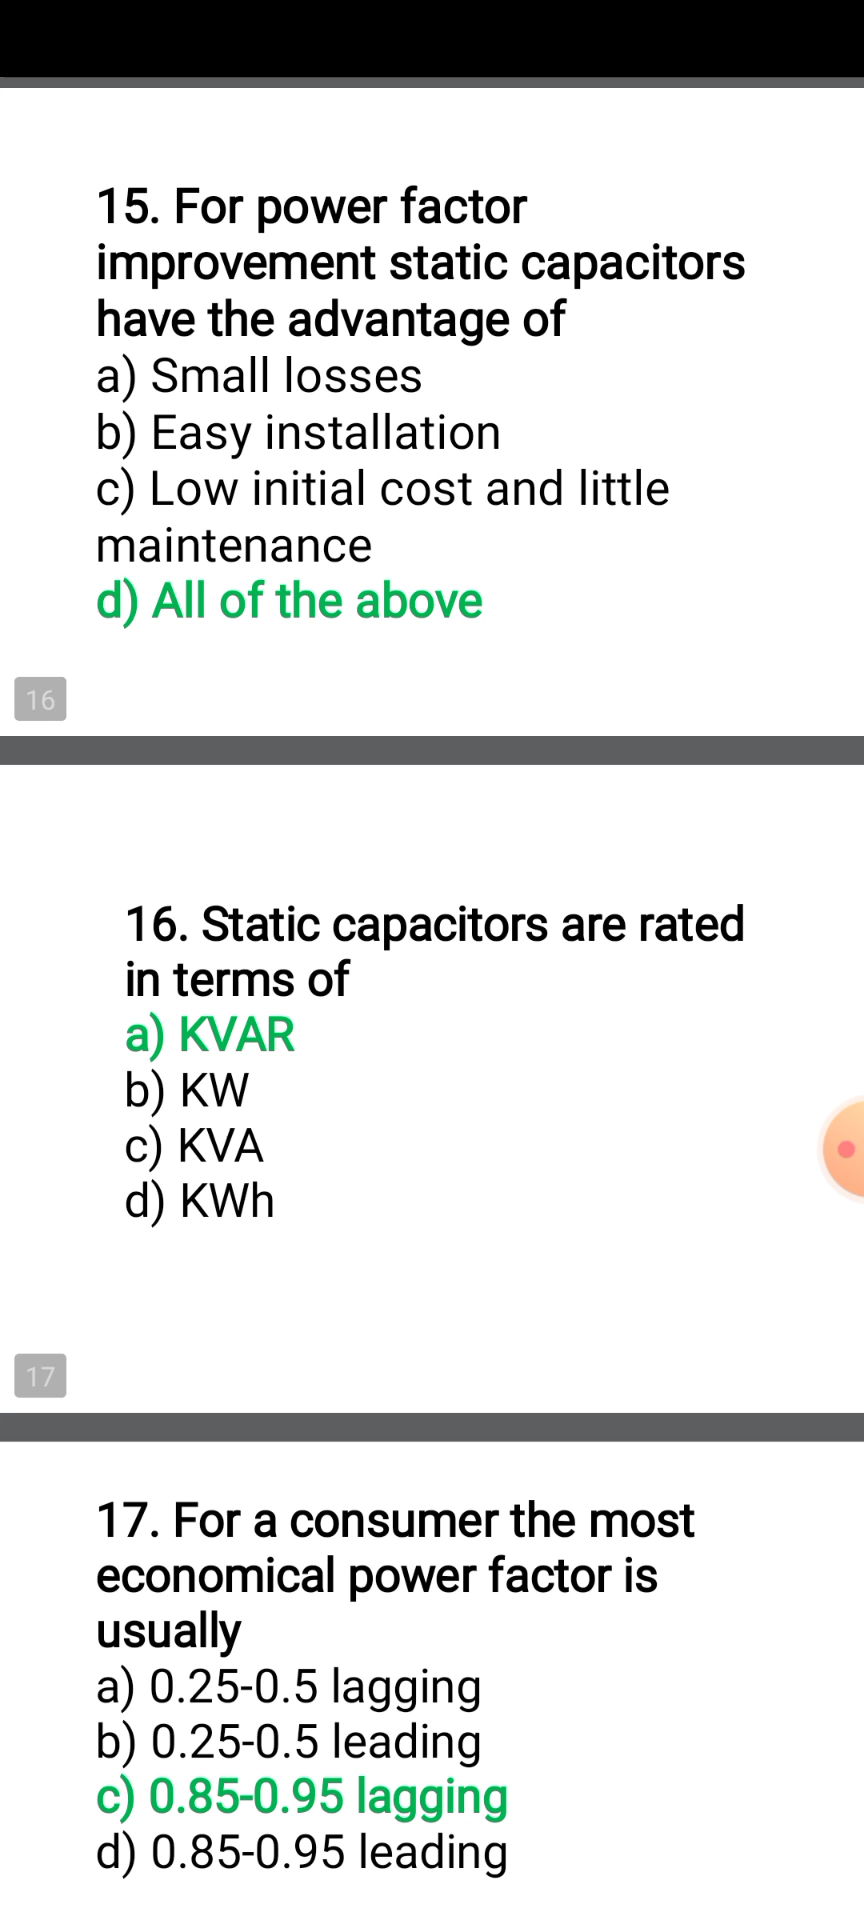 15. For power factor
improvement static capacitors
have the advantage of
a) Small losses
b) Easy installation
c) Low initial cost and little
maintenance
d) All of the above
16
16. Static capacitors are rated
in terms of
a) KVAR
b) KW
c) KVA
d) KWh
17
17. For a consumer the most
economical power factor is
usually
a) 0.25-0.5 lagging
b) 0.25-0.5 leading
c) 0.85-0.95 lagging
d) 0.85-0.95 leading